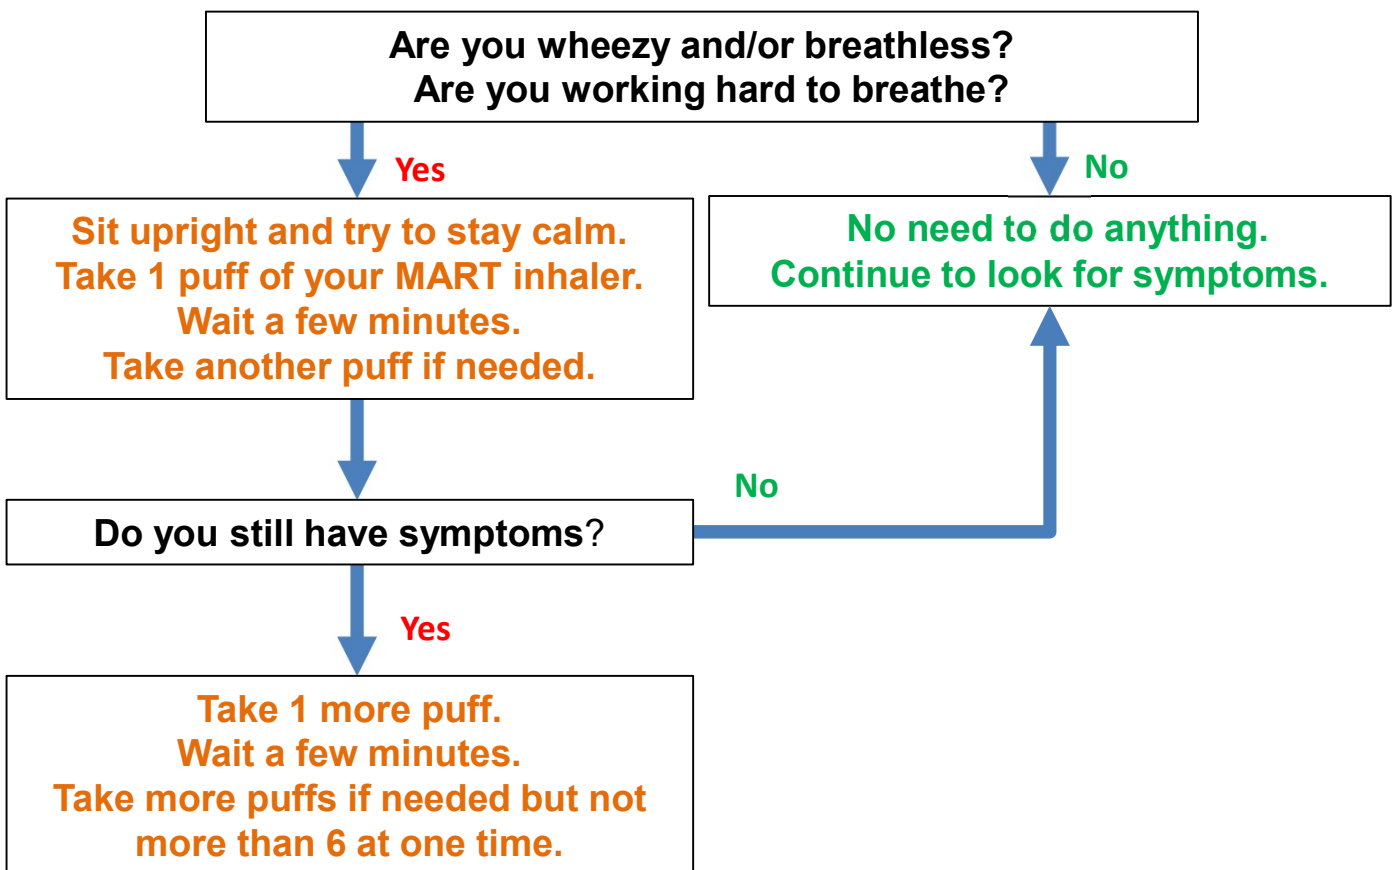 Are you wheezy and/or breathless?
Are you working hard to breathe?
Yes
No
Sit upright and try to stay calm.
Take 1 puff of your MART inhaler.
Wait a few minutes.
Take another puff if needed.
No need to do anything.
Continue to look for symptoms.
No
Do you still have symptoms?
Yes
Take 1 more puff.
Wait a few minutes.
Take more puffs if needed but not
more than 6 at one time.